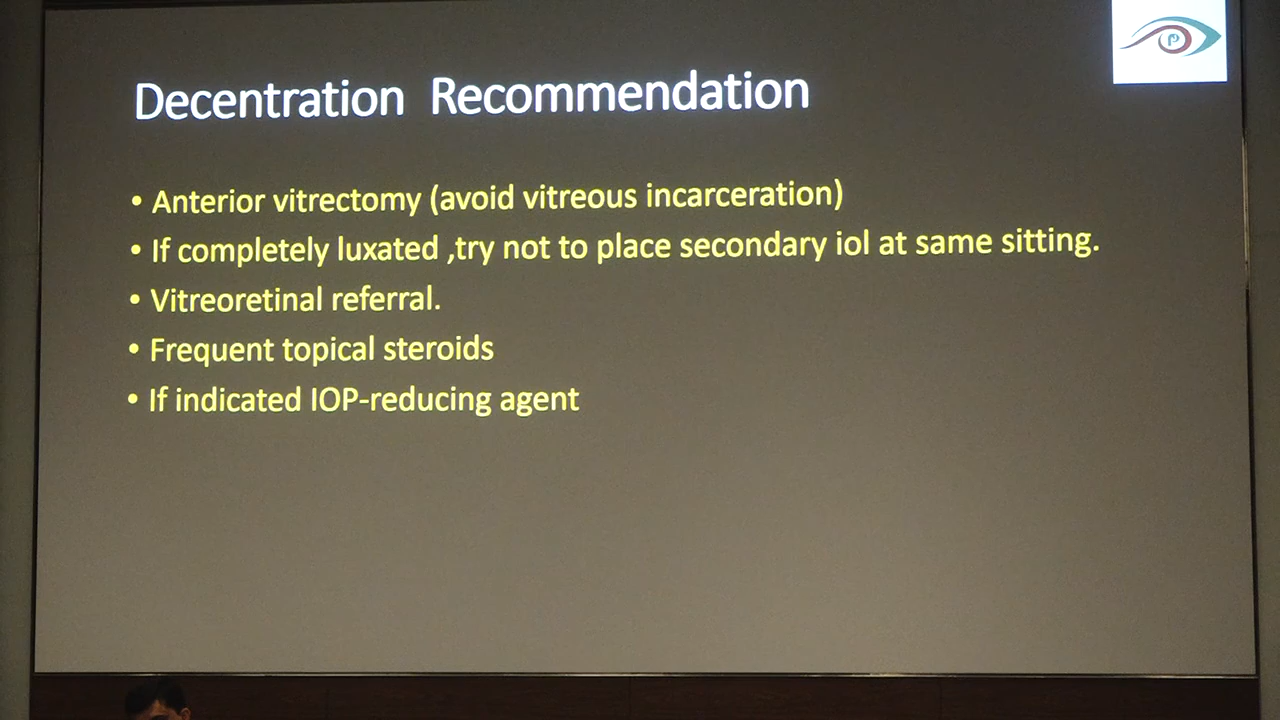 Decentration Recommendation
• Anterior vitrectomy (avoid vitreous incarceration)
• If completely luxated ,try not to place secondary iol at same sitting.
• Vitreoretinal referral.
• Frequent topical steroids
• If indicated IOP-reducing agent